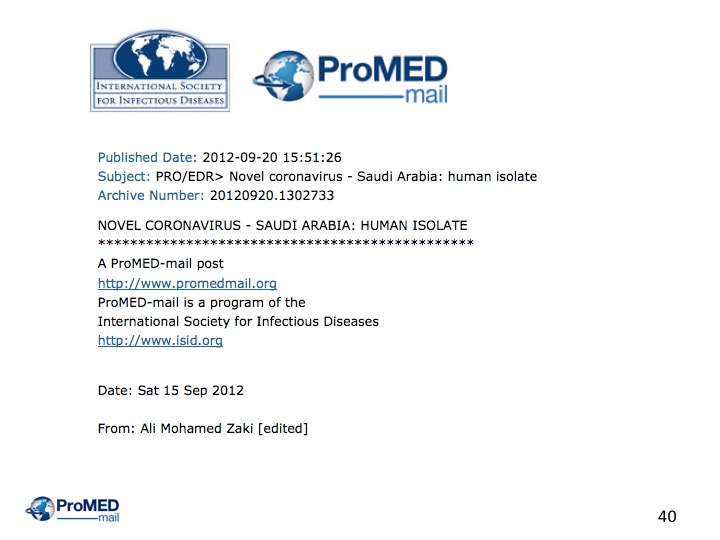 INTERNATIONAL SOCIETY
FOR INFECTIOUS DISEASES
ProMED
mail
Published Date: 2012-09-20 15:51:26
Subject: PRO/EDR> Novel coronavirus - Saudi Arabia: human isolate
Archive Number: 20120920.1302733
NOVEL CORONAVIRUS - SAUDI ARABIA: HUMAN ISOLATE
***********************************************
A ProMED-mail post
http://www.promedmail.org
ProMED-mail is a program of the
International Society for Infectious Diseases
http://www.isid.org
Date: Sat 15 Sep 2012
From: Ali Mohamed Zaki [edited]
ProMED
mail
40